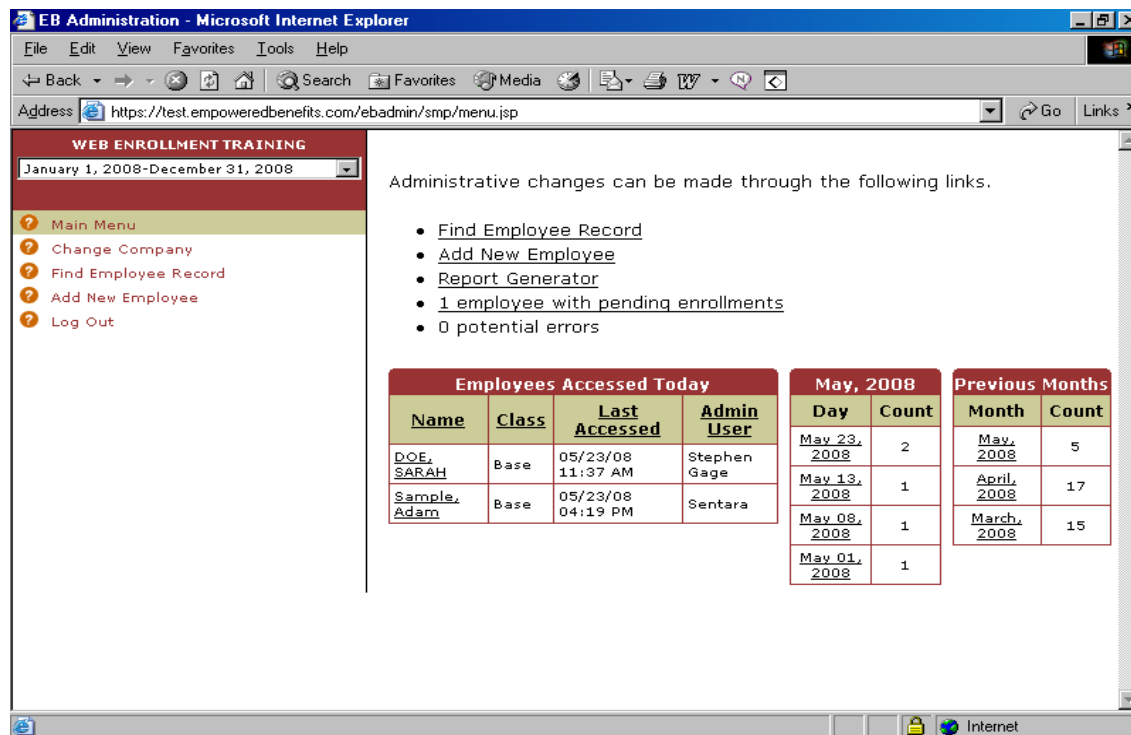 EB Administration - Microsoft Internet Explorer
File Edit View Favorites Tools Help
Back Search Favorites Media
Address https://test.empoweredbenefits.com/ebadmin/smp/menu.jsp Go Links
WEB ENROLLMENT TRAINING
January 1, 2008-December 31, 2008
Main Menu
Change Company
Find Employee Record
Add New Employee
Log Out
Administrative changes can be made through the following links.
Find Employee Record
Add New Employee
Report Generator
1 employee with pending enrollments
0 potential errors
Employees Accessed Today
Name Class Last Accessed Admin User
DOE, SARAH Base 05/23/08 11:37 AM Stephen Gage
Sample, Adam Base 05/23/08 04:19 PM Sentara
May, 2008
Day Count
May 23, 2008 2
May 13, 2008 1
May 08, 2008 1
May 01, 2008 1
Previous Months
Month Count
May, 2008 5
April, 2008 17
March, 2008 15
Internet